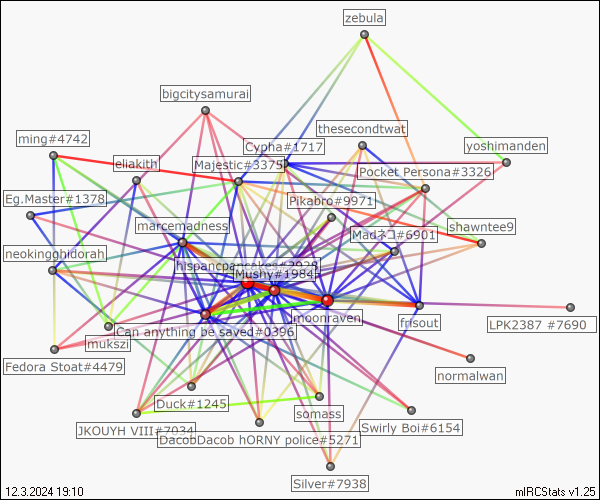 zebula
bigcitysamurai
thesecondtwat
ming#4742
Cypha#1717
yoshimanden
eliakith
Majestic#3375
Pocket Persona#3326
Eg.Master#1378
Pikabro#9971
marcemadness
shawntee9
Madネコ#6901
neokingghidorah
Mushy#1984
moonraven
frisout
LPK2387 #7690
Can anything be saved#0396
mukszi
Fedora Stoat#4479
normalwan
Duck#1245
somass
JKOUYH VIII#7034
Swirly Boi#6154
DacobDacob hORNY police#5271
Silver#7938
12.3.2024 19:10
mIRCStats v1.25